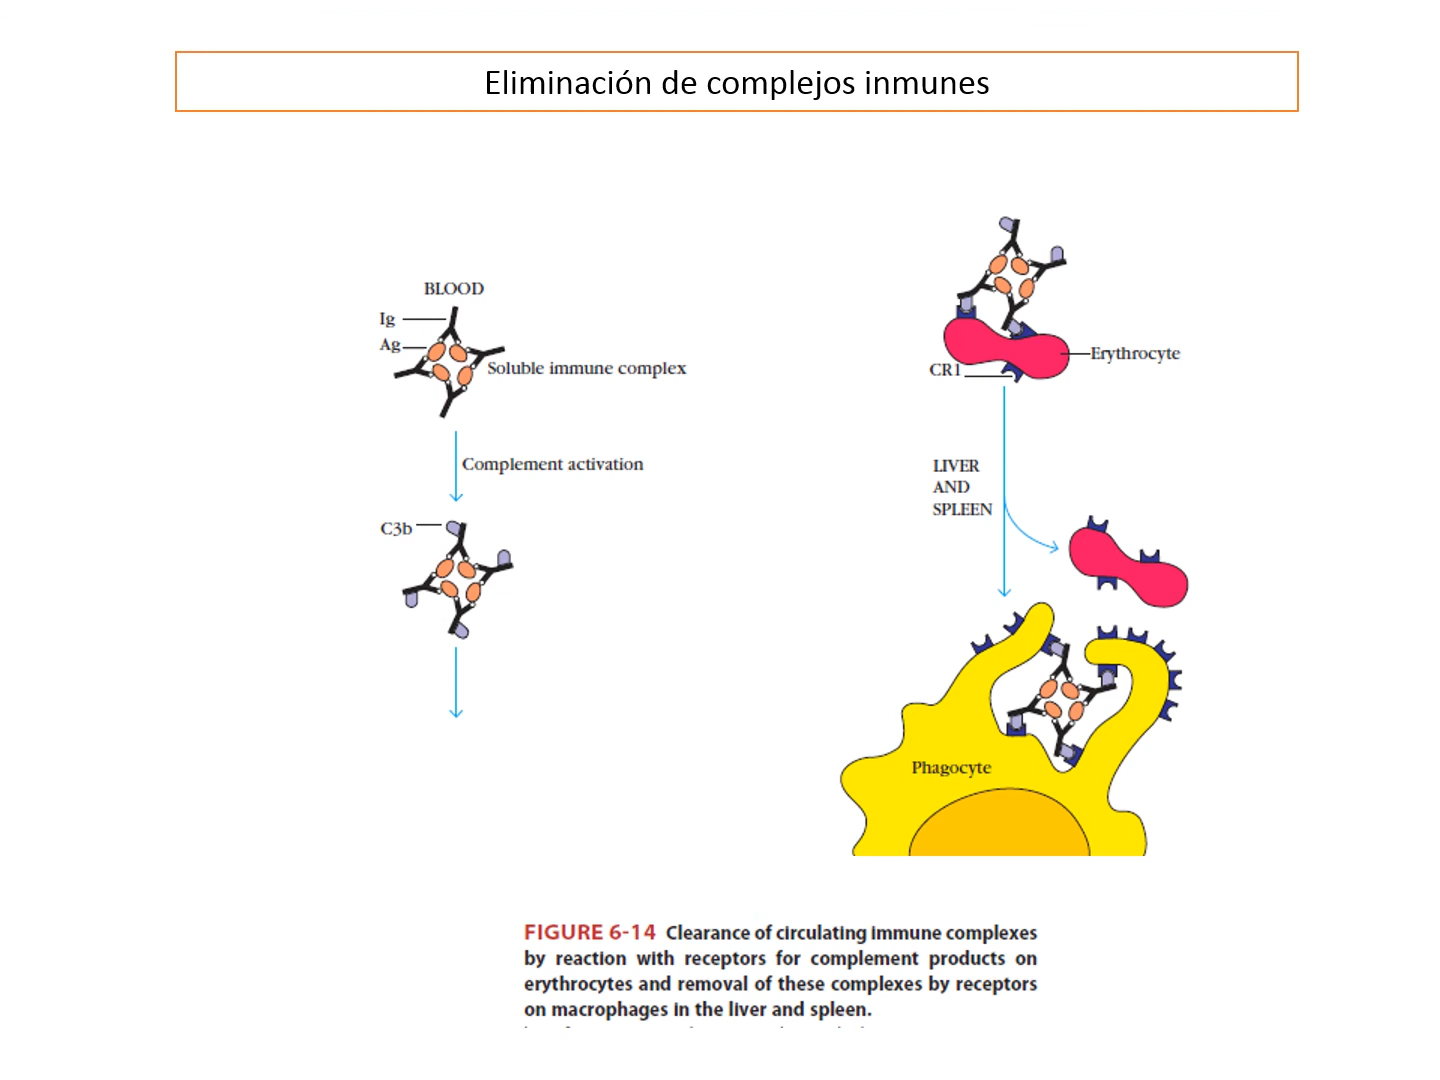 Eliminación de complejos inmunes
BLOOD
Ig
Ag
Soluble immune complex
Complement activation
C3b
Erythrocyte
CR1
LIVER
AND
SPLEEN
Phagocyte
FIGURE 6-14 Clearance of circulating immune complexes
by reaction with receptors for complement products on
erythrocytes and removal of these complexes by receptors
on macrophages in the liver and spleen.